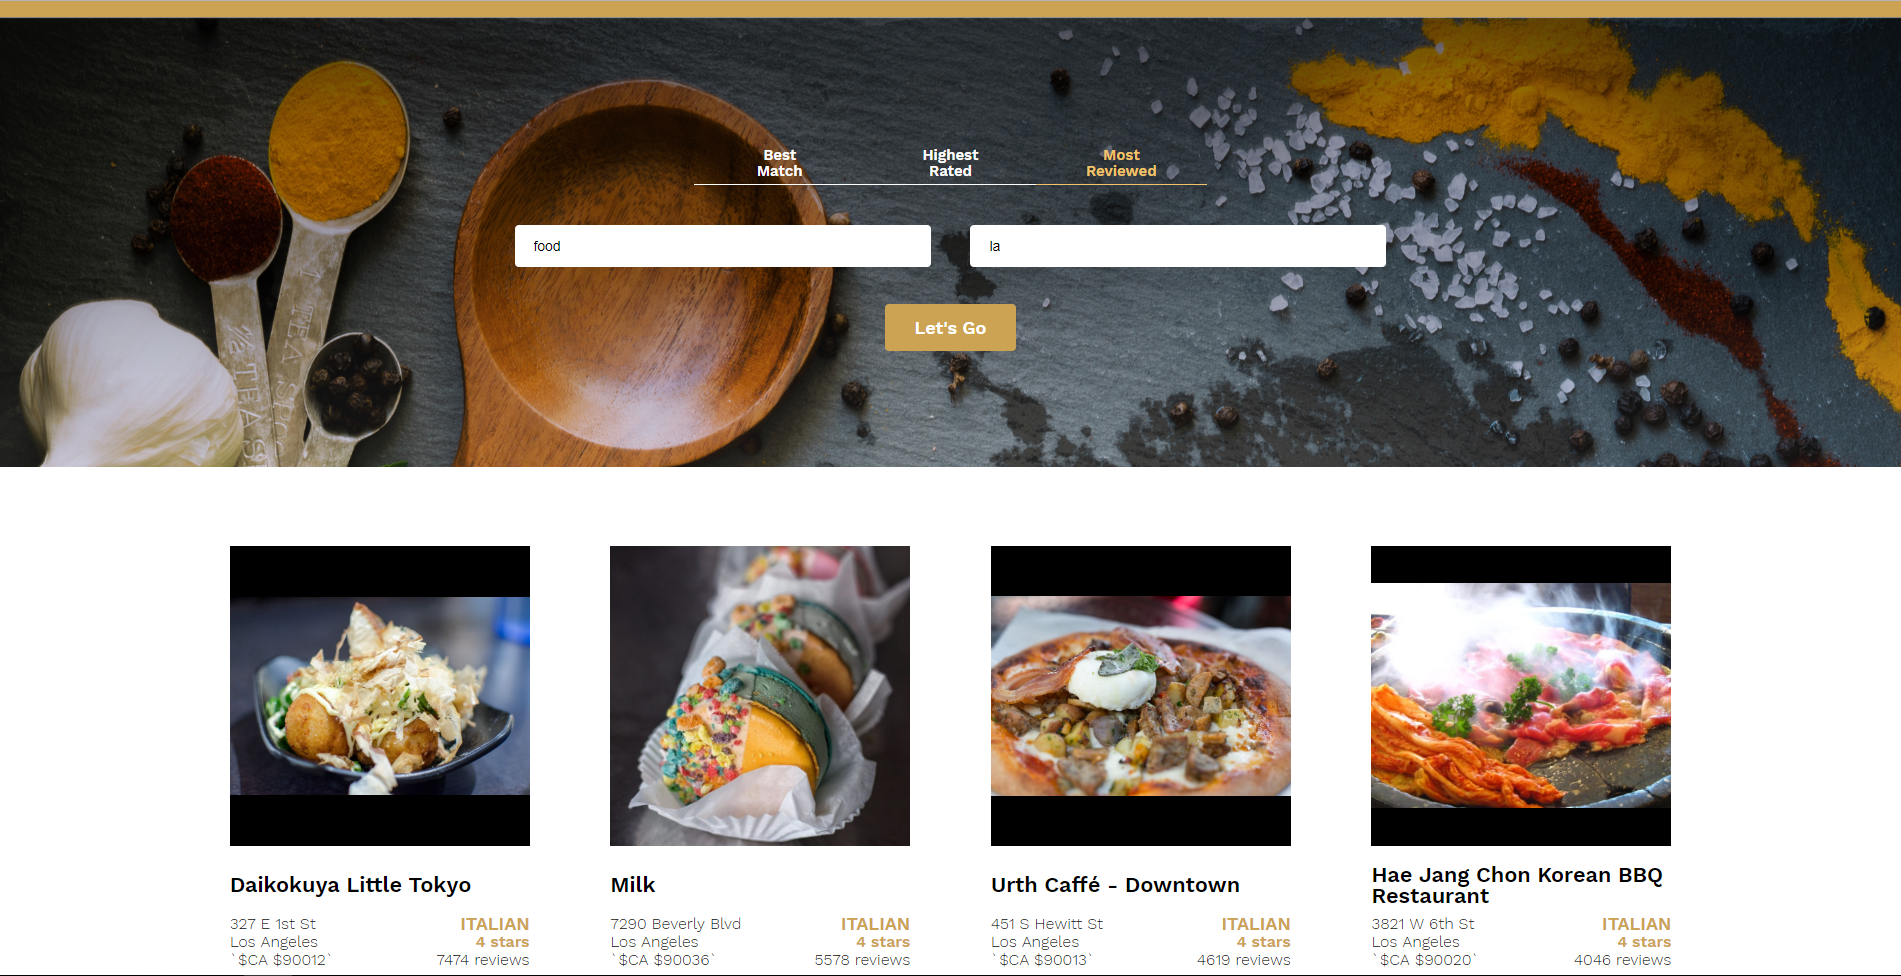 Best
Match
Highest
Rated
Most
Reviewed
food
la
Let's Go
Daikokuya Little Tokyo
327 E 1st St
Los Angeles
`$CA $90012`
ITALIAN
4 stars
7474 reviews
Milk
7290 Beverly Blvd
Los Angeles
`$CA $90036`
ITALIAN
4 stars
5578 reviews
Urth Caffé - Downtown
451 S Hewitt St
Los Angeles
`$CA $90013`
ITALIAN
4 stars
4619 reviews
Hae Jang Chon Korean BBQ
Restaurant
3821 W 6th St
Los Angeles
`$CA $90020`
ITALIAN
4 stars
4046 reviews